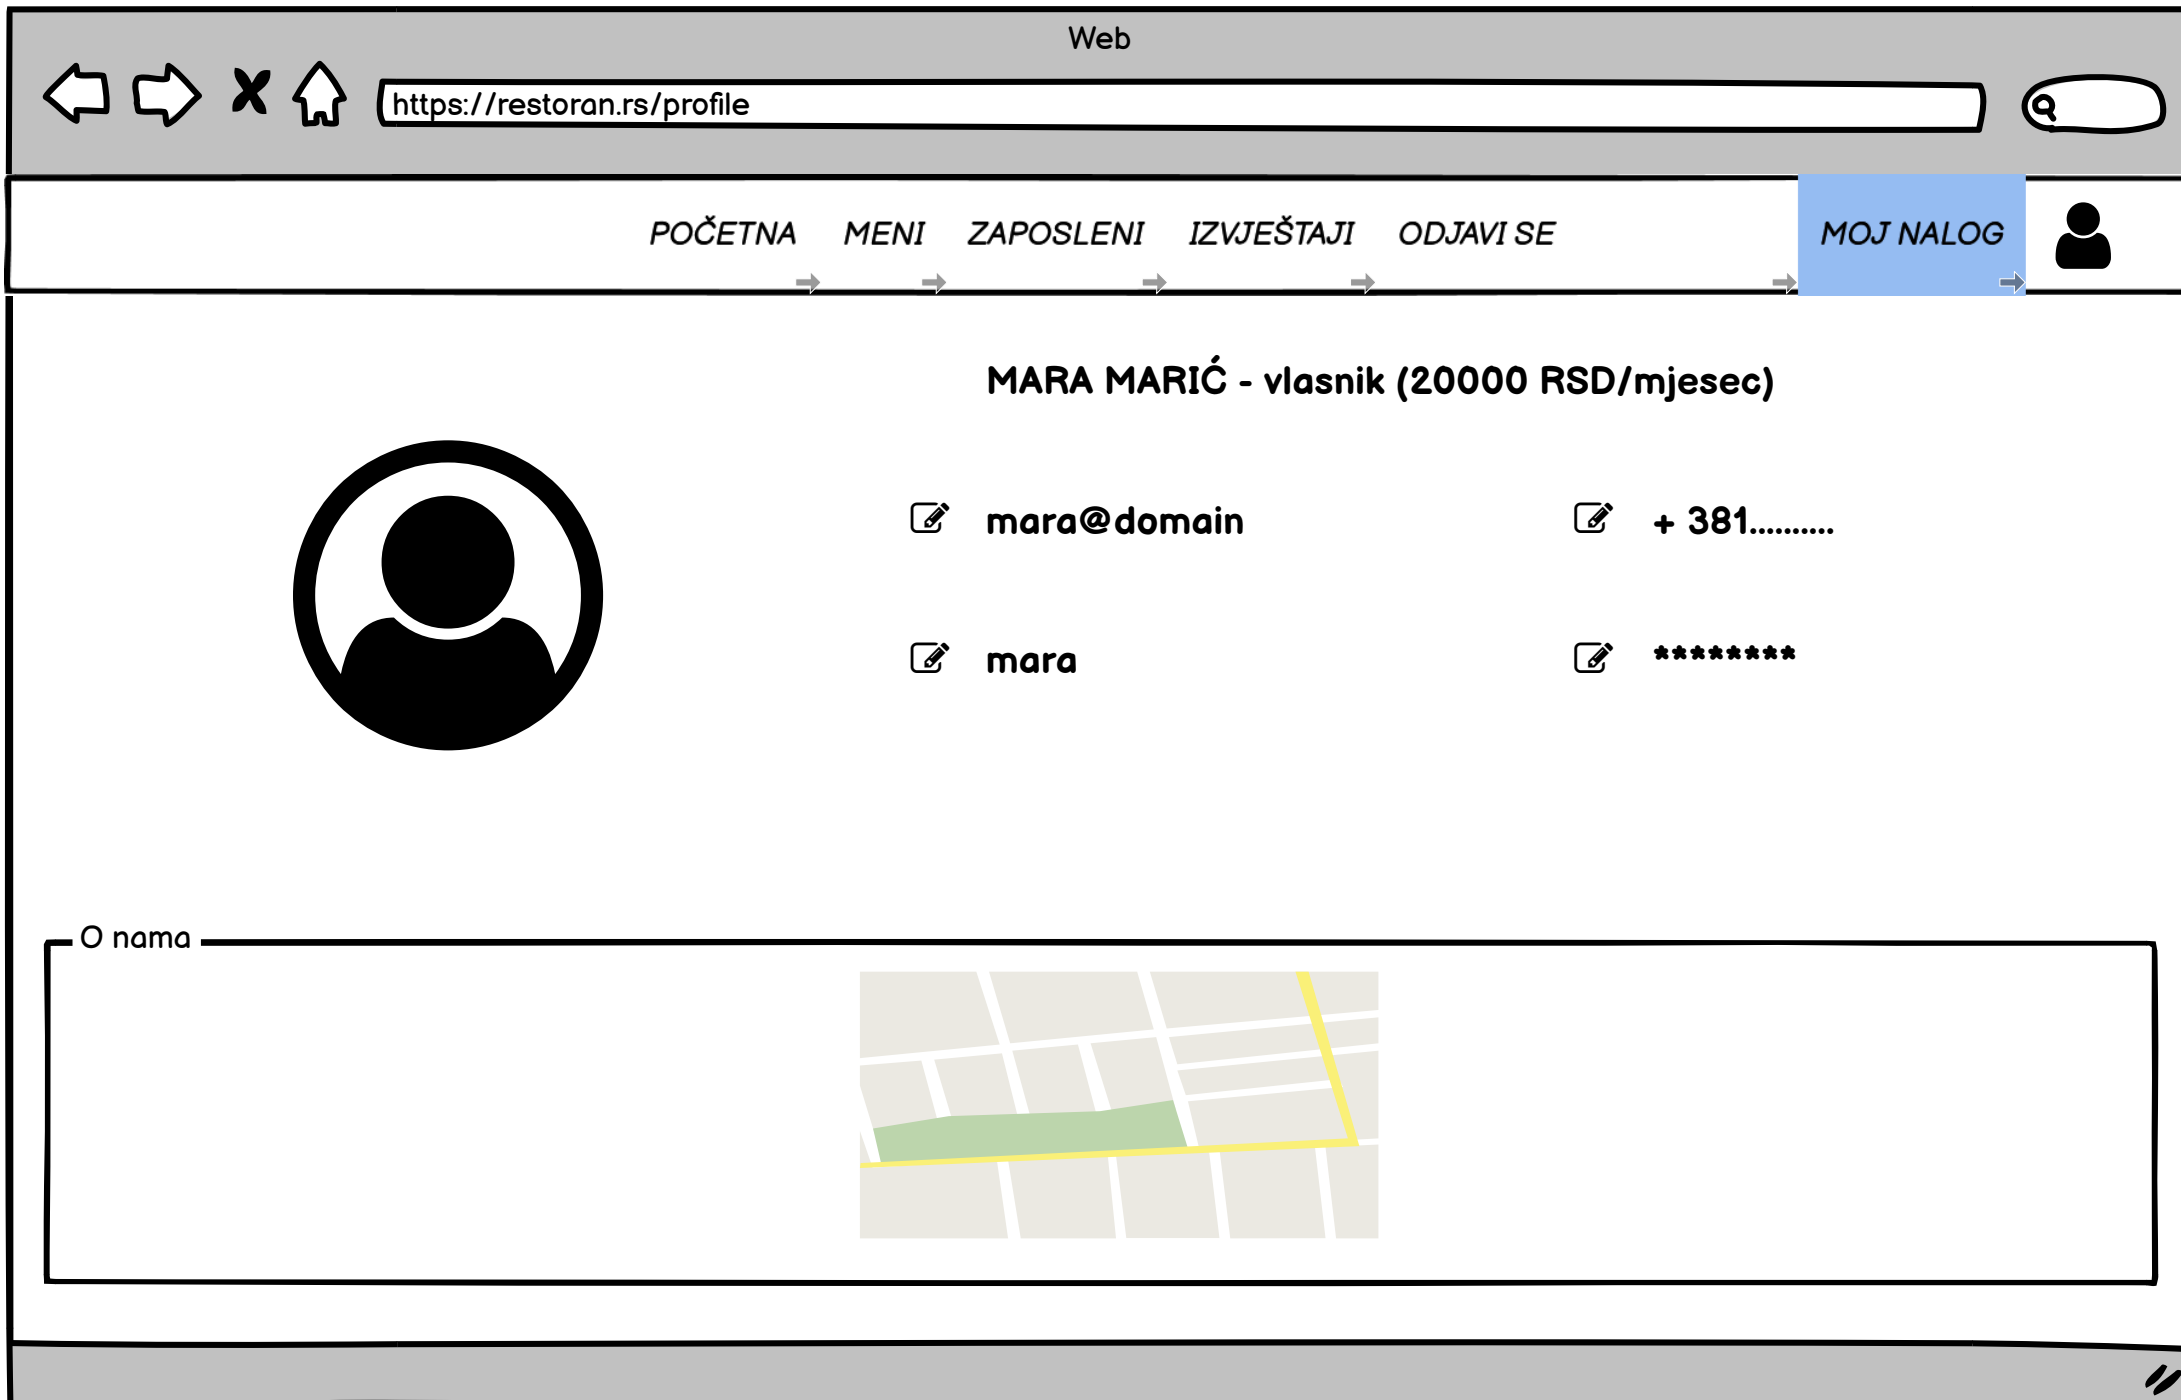 Web
https://restoran.rs/profile
POČETNA MENI ZAPOSLENI IZVJEŠTAJI ODJAVI SE MOJ NALOG
MARA MARIĆ - vlasnik (20000 RSD/mjesec)
mara@domain + 381..........
mara ********
O nama